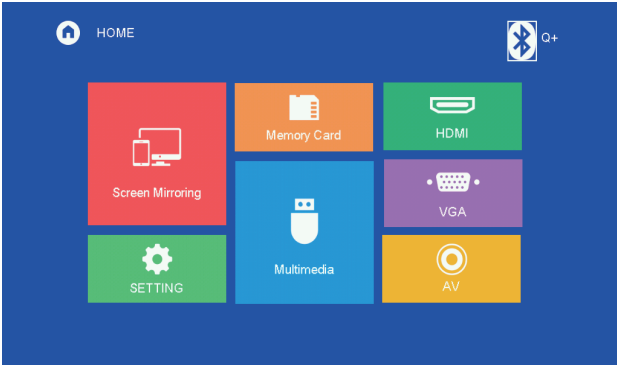 HOME
Q+
Screen Mirroring
Memory Card
HDMI
VGA
Multimedia
SETTING
AV